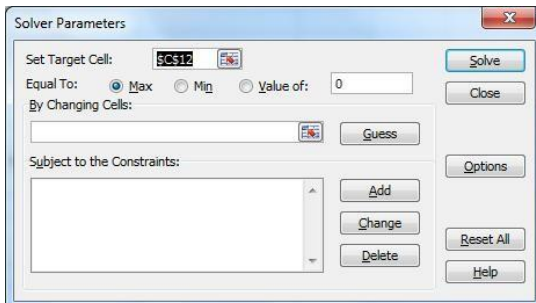 Solver Parameters
X
Set Target Cell: $C$12
Equal To: Max Min Value of: 0
By Changing Cells:
Guess
Subject to the Constraints:
Add
Change
Delete
Solve
Close
Options
Reset All
Help